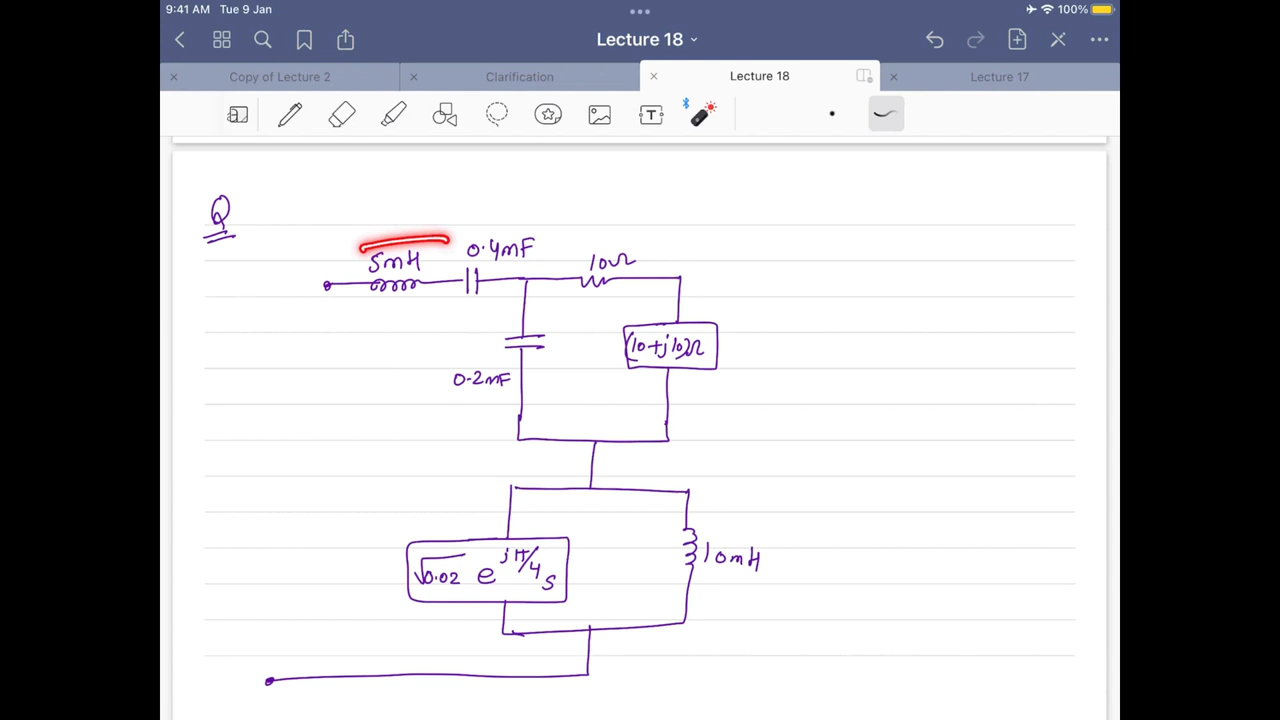 9:41 AM Tue 9 Jan
100%
Lecture 18
Copy of Lecture 2
Clarification
Lecture 18
Lecture 17
T
Q
5mH
0.4mF
10Ω
(10+j10)Ω
0.2mF
√0.02 e^jπ/4 s
10mH